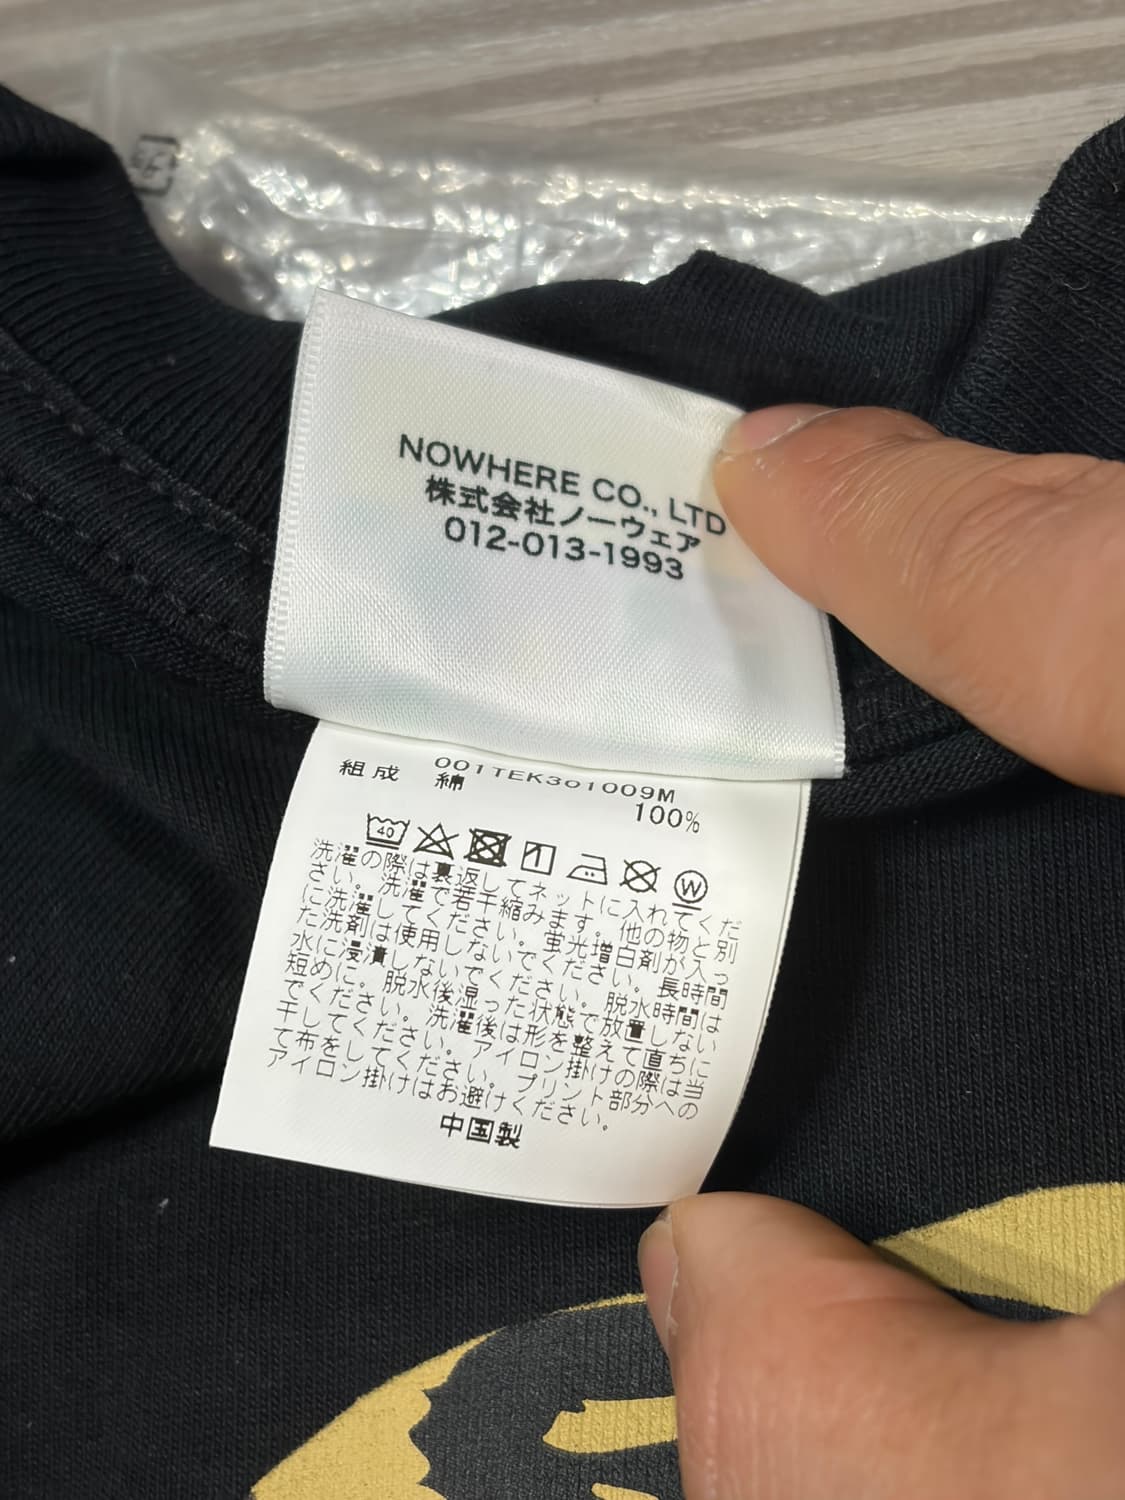 NOWHERE CO., LTD
株式会社ノーウェア
012-013-1993
001TEK301009M
組成 綿 100%
40
W
洗濯の際は裏返してネットに入れてくだ
さい。洗濯で若干縮みます。他の物と別
に洗濯してください。蛍光増白剤が入っ
た洗剤は使用しないでください。長時間
水に浸漬しないでください。脱水時間は
短めに。脱水後湿った状態で放置しない
でください。洗濯後は形を整えて直ちに
干してください。アイロン掛けの際は当
て布をしてください。プリント部分への
アイロン掛けはお避けください。
中国製